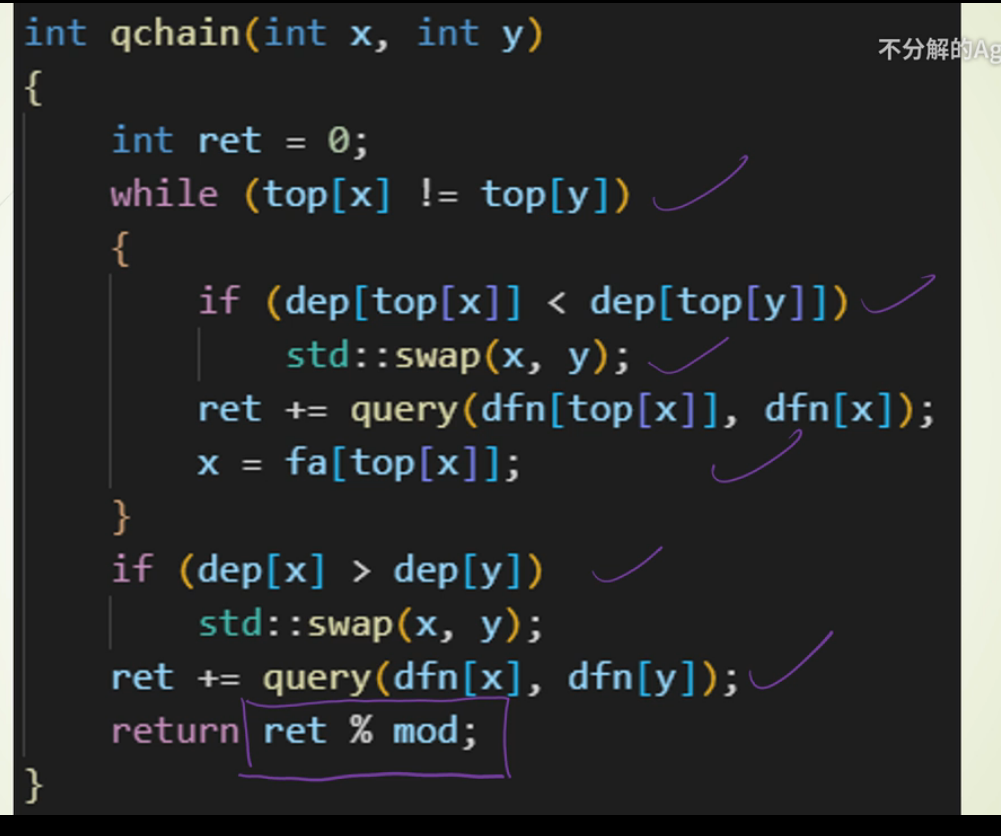 int qchain(int x, int y)
不分解的Ag
{
    int ret = 0;
    while (top[x] != top[y])
    {
        if (dep[top[x]] < dep[top[y]])
            std::swap(x, y);
        ret += query(dfn[top[x]], dfn[x]);
        x = fa[top[x]];
    }
    if (dep[x] > dep[y])
        std::swap(x, y);
    ret += query(dfn[x], dfn[y]);
    return ret % mod;
}